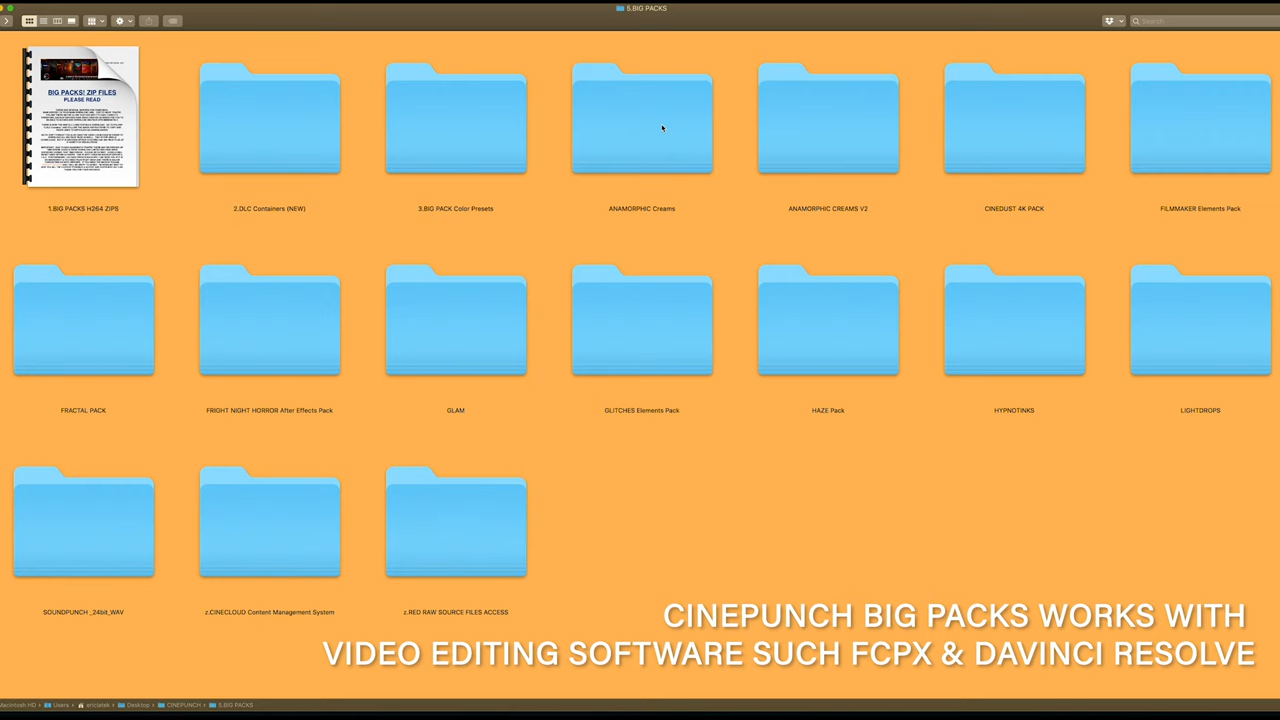 5.BIG PACKS
Search
BIG PACKS! ZIP FILES
PLEASE READ
1.BIG PACKS H264 ZIPS
2.DLC Containers (NEW)
3.BIG PACK Color Presets
ANAMORPHIC Creams
ANAMORPHIC CREAMS V2
CINEDUST 4K PACK
FILMMAKER Elements Pack
FRACTAL PACK
FRIGHT NIGHT HORROR After Effects Pack
GLAM
GLITCHES Elements Pack
HAZE Pack
HYPNOTINKS
LIGHTDROPS
SOUNDPUNCH _24bit_WAV
z.CINECLOUD Content Management System
z.RED RAW SOURCE FILES ACCESS
CINEPUNCH BIG PACKS WORKS WITH
VIDEO EDITING SOFTWARE SUCH FCPX & DAVINCI RESOLVE
Macintosh HD Users ericlatek Desktop CINEPUNCH 5.BIG PACKS